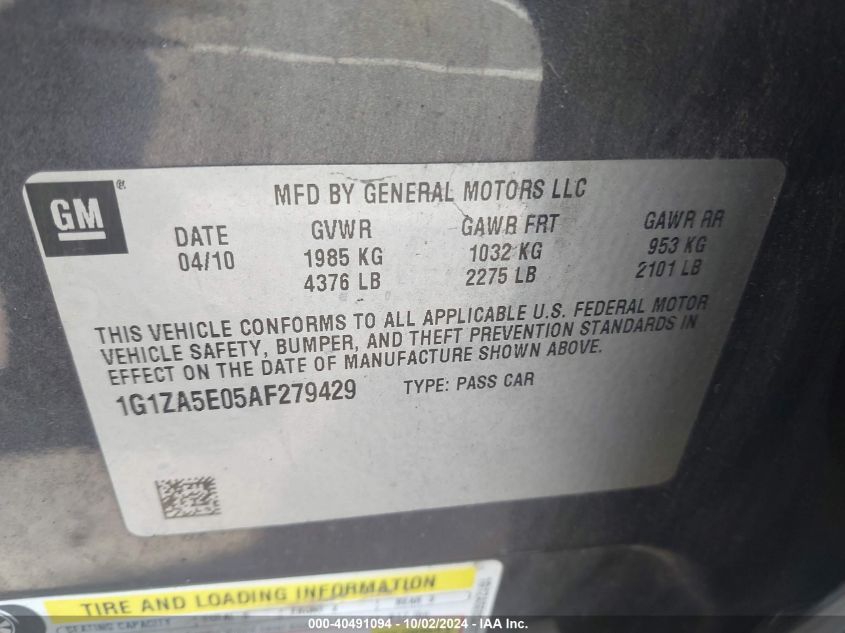 GM ®
MFD BY GENERAL MOTORS LLC
DATE GVWR GAWR FRT GAWR RR
04/10 1985 KG 1032 KG 953 KG
4376 LB 2275 LB 2101 LB
THIS VEHICLE CONFORMS TO ALL APPLICABLE U.S. FEDERAL MOTOR
VEHICLE SAFETY, BUMPER, AND THEFT PREVENTION STANDARDS IN
EFFECT ON THE DATE OF MANUFACTURE SHOWN ABOVE.
1G1ZA5E05AF279429 TYPE: PASS CAR
TIRE AND LOADING INFORMATION
SEATING CAPACITY
000-40491094 - 10/02/2024 - IAA Inc.